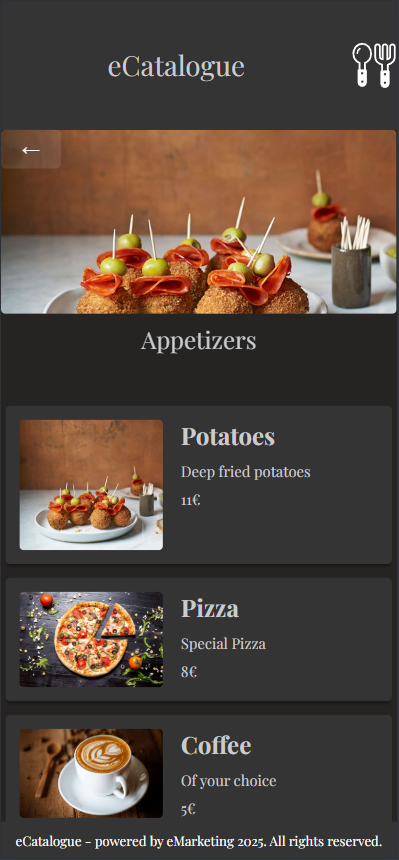 eCatalogue
←
Appetizers
Potatoes
Deep fried potatoes
11€
Pizza
Special Pizza
8€
Coffee
Of your choice
5€
eCatalogue - powered by eMarketing 2025. All rights reserved.